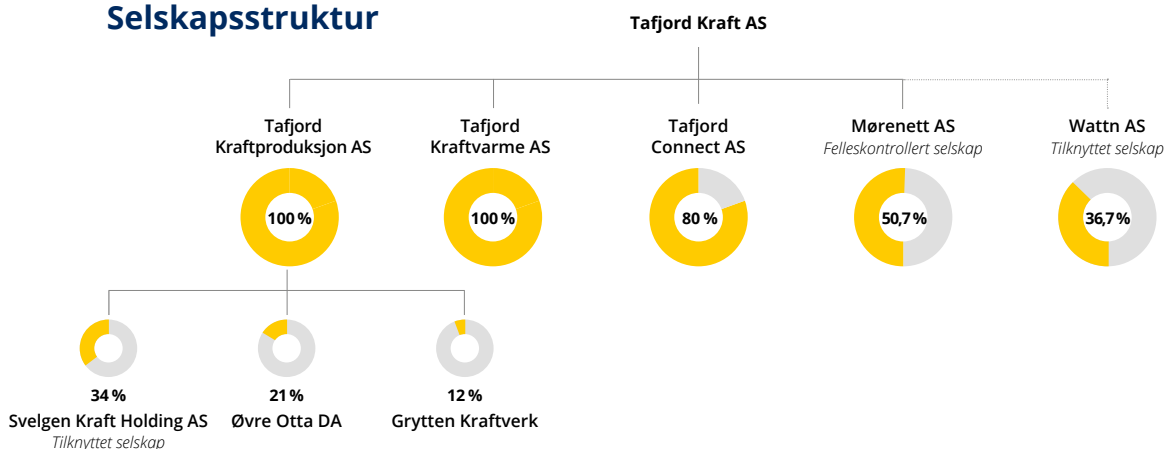 Selskapsstruktur
Tafjord Kraft AS
Tafjord
Kraftproduksjon AS
100 %
Tafjord
Kraftvarme AS
100 %
Tafjord
Connect AS
80 %
Mørenett AS
Felleskontrollert selskap
50,7 %
Wattn AS
Tilknyttet selskap
36,7 %
34 %
Svelgen Kraft Holding AS
Tilknyttet selskap
21 %
Øvre Otta DA
12 %
Grytten Kraftverk